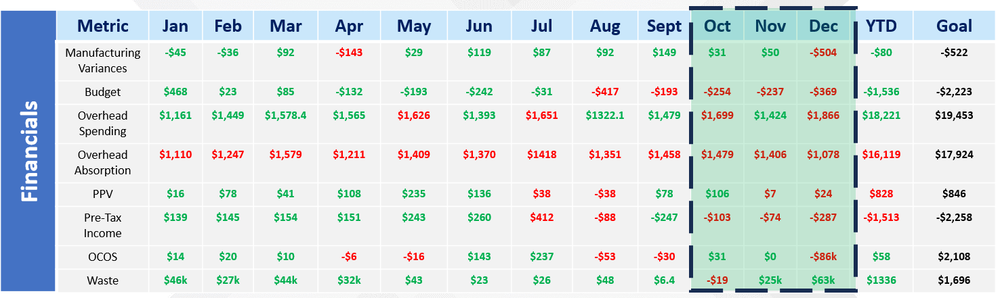 Financials
Metric Jan Feb Mar Apr May Jun Jul Aug Sept Oct Nov Dec YTD Goal
Manufacturing Variances -$45 -$36 $92 -$143 $29 $119 $87 $92 $149 $31 $50 -$504 -$80 -$522
Budget $468 $23 $85 -$132 -$193 -$242 -$31 -$417 -$193 -$254 -$237 -$369 -$1,536 -$2,223
Overhead Spending $1,161 $1,449 $1,578.4 $1,565 $1,626 $1,393 $1,651 $1322.1 $1,479 $1,699 $1,424 $1,866 $18,221 $19,453
Overhead Absorption $1,110 $1,247 $1,579 $1,211 $1,409 $1,370 $1418 $1,351 $1,458 $1,479 $1,406 $1,078 $16,119 $17,924
PPV $16 $78 $41 $108 $235 $136 $38 -$38 $78 $106 $7 $24 $828 $846
Pre-Tax Income $139 $145 $154 $151 $243 $260 $412 -$88 -$247 -$103 -$74 -$287 -$1,513 -$2,258
OCOS $14 $20 $10 -$6 -$16 $143 $237 -$53 -$30 $31 $0 -$86k $58 $2,108
Waste $46k $27k $44k $32k $43 $23 $26 $48 $6.4 -$19 $25k $63k $1336 $1,696